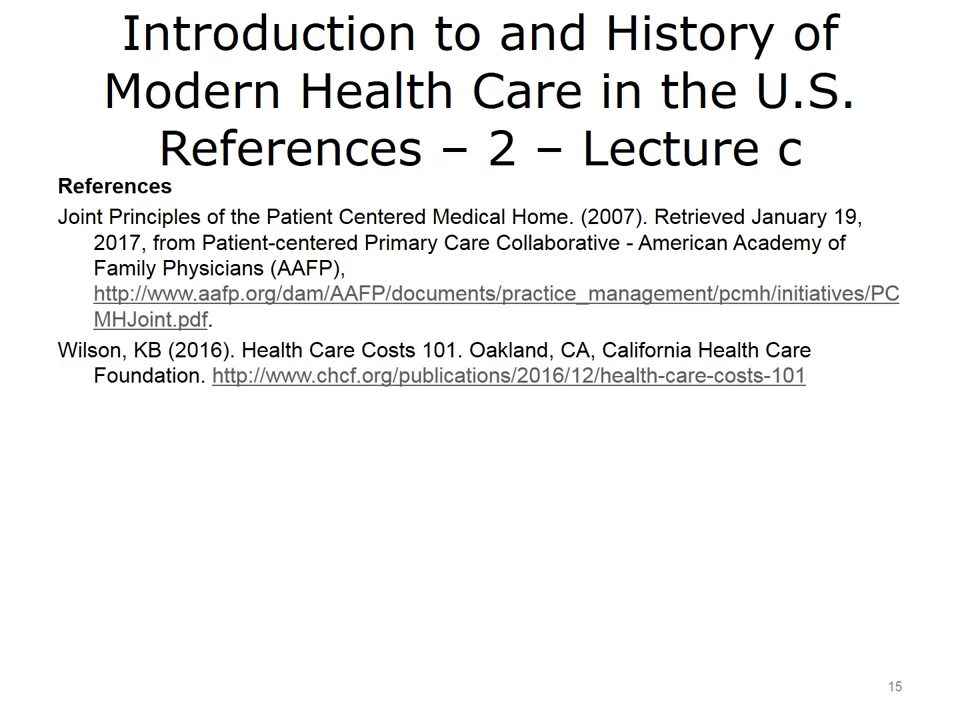 Introduction to and History of
Modern Health Care in the U.S.
References – 2 – Lecture c
References
Joint Principles of the Patient Centered Medical Home. (2007). Retrieved January 19,
2017, from Patient-centered Primary Care Collaborative - American Academy of
Family Physicians (AAFP),
http://www.aafp.org/dam/AAFP/documents/practice_management/pcmh/initiatives/PC
MHJoint.pdf.
Wilson, KB (2016). Health Care Costs 101. Oakland, CA, California Health Care
Foundation. http://www.chcf.org/publications/2016/12/health-care-costs-101
15